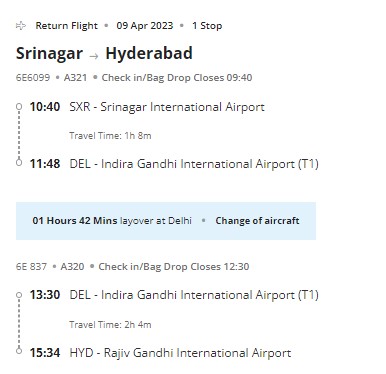 Return Flight • 09 Apr 2023 • 1 Stop
Srinagar → Hyderabad
6E6099 • A321 • Check in/Bag Drop Closes 09:40
10:40 SXR - Srinagar International Airport
Travel Time: 1h 8m
11:48 DEL - Indira Gandhi International Airport (T1)
01 Hours 42 Mins layover at Delhi • Change of aircraft
6E 837 • A320 • Check in/Bag Drop Closes 12:30
13:30 DEL - Indira Gandhi International Airport (T1)
Travel Time: 2h 4m
15:34 HYD - Rajiv Gandhi International Airport